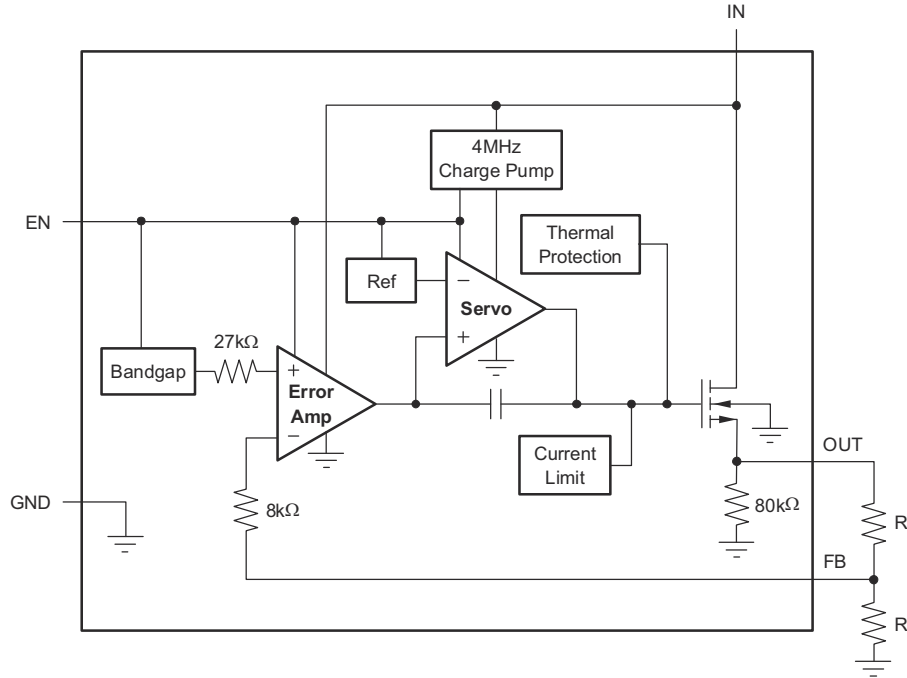 IN
4MHz
Charge Pump
EN
Thermal
Protection
Ref
−
Servo
+
27kΩ
Bandgap
+
Error
Amp
−
Current
Limit
OUT
GND
8kΩ
80kΩ
R
FB
R